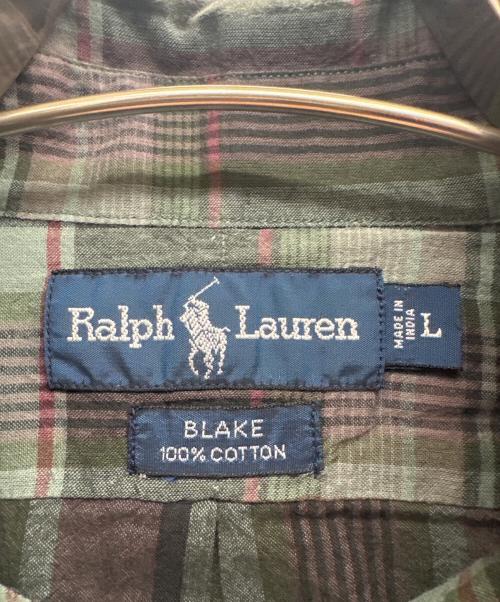 Ralph Lauren
MADE IN
INDIA
L
BLAKE
100% COTTON